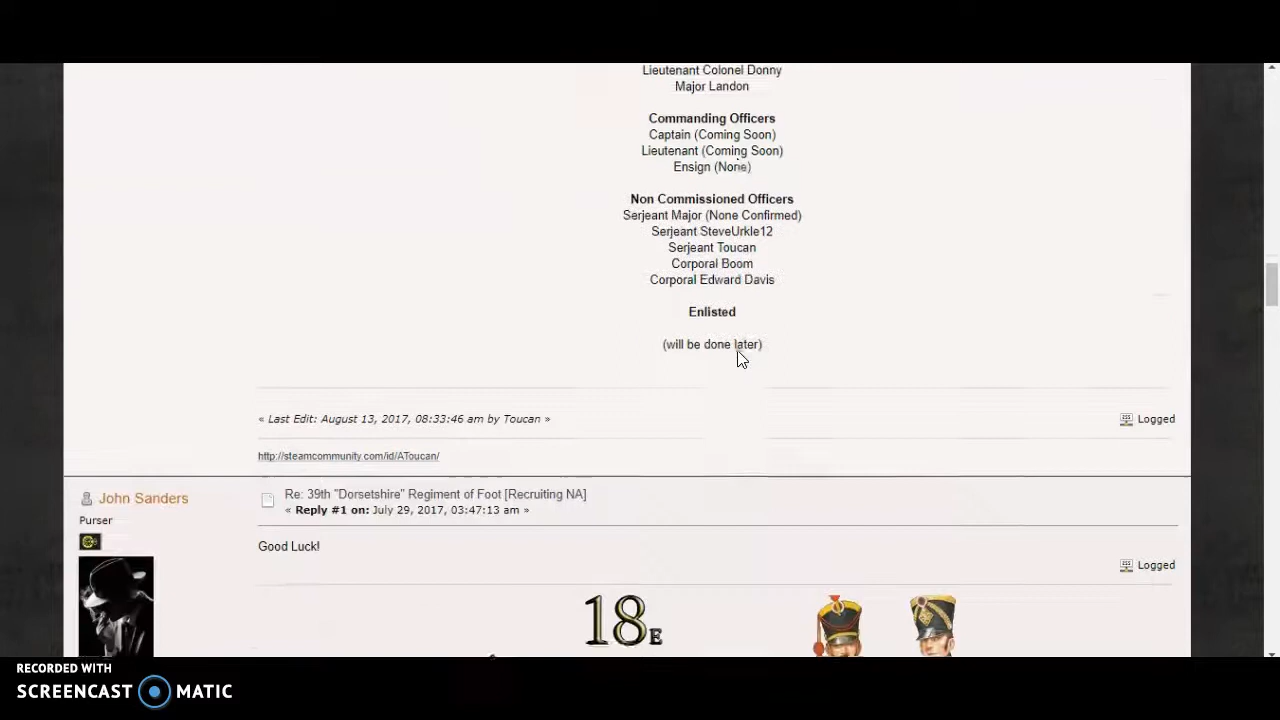 Lieutenant Colonel Donny
Major Landon
Commanding Officers
Captain (Coming Soon)
Lieutenant (Coming Soon)
Ensign (None)
Non Commissioned Officers
Serjeant Major (None Confirmed)
Serjeant SteveUrkle12
Serjeant Toucan
Corporal Boom
Corporal Edward Davis
Enlisted
(will be done later)
« Last Edit: August 13, 2017, 08:33:46 am by Toucan »
Logged
http://steamcommunity.com/id/AToucan/
John Sanders
Purser
Re: 39th "Dorsetshire" Regiment of Foot [Recruiting NA]
« Reply #1 on: July 29, 2017, 03:47:13 am »
Good Luck!
Logged
18E
RECORDED WITH
SCREENCAST MATIC